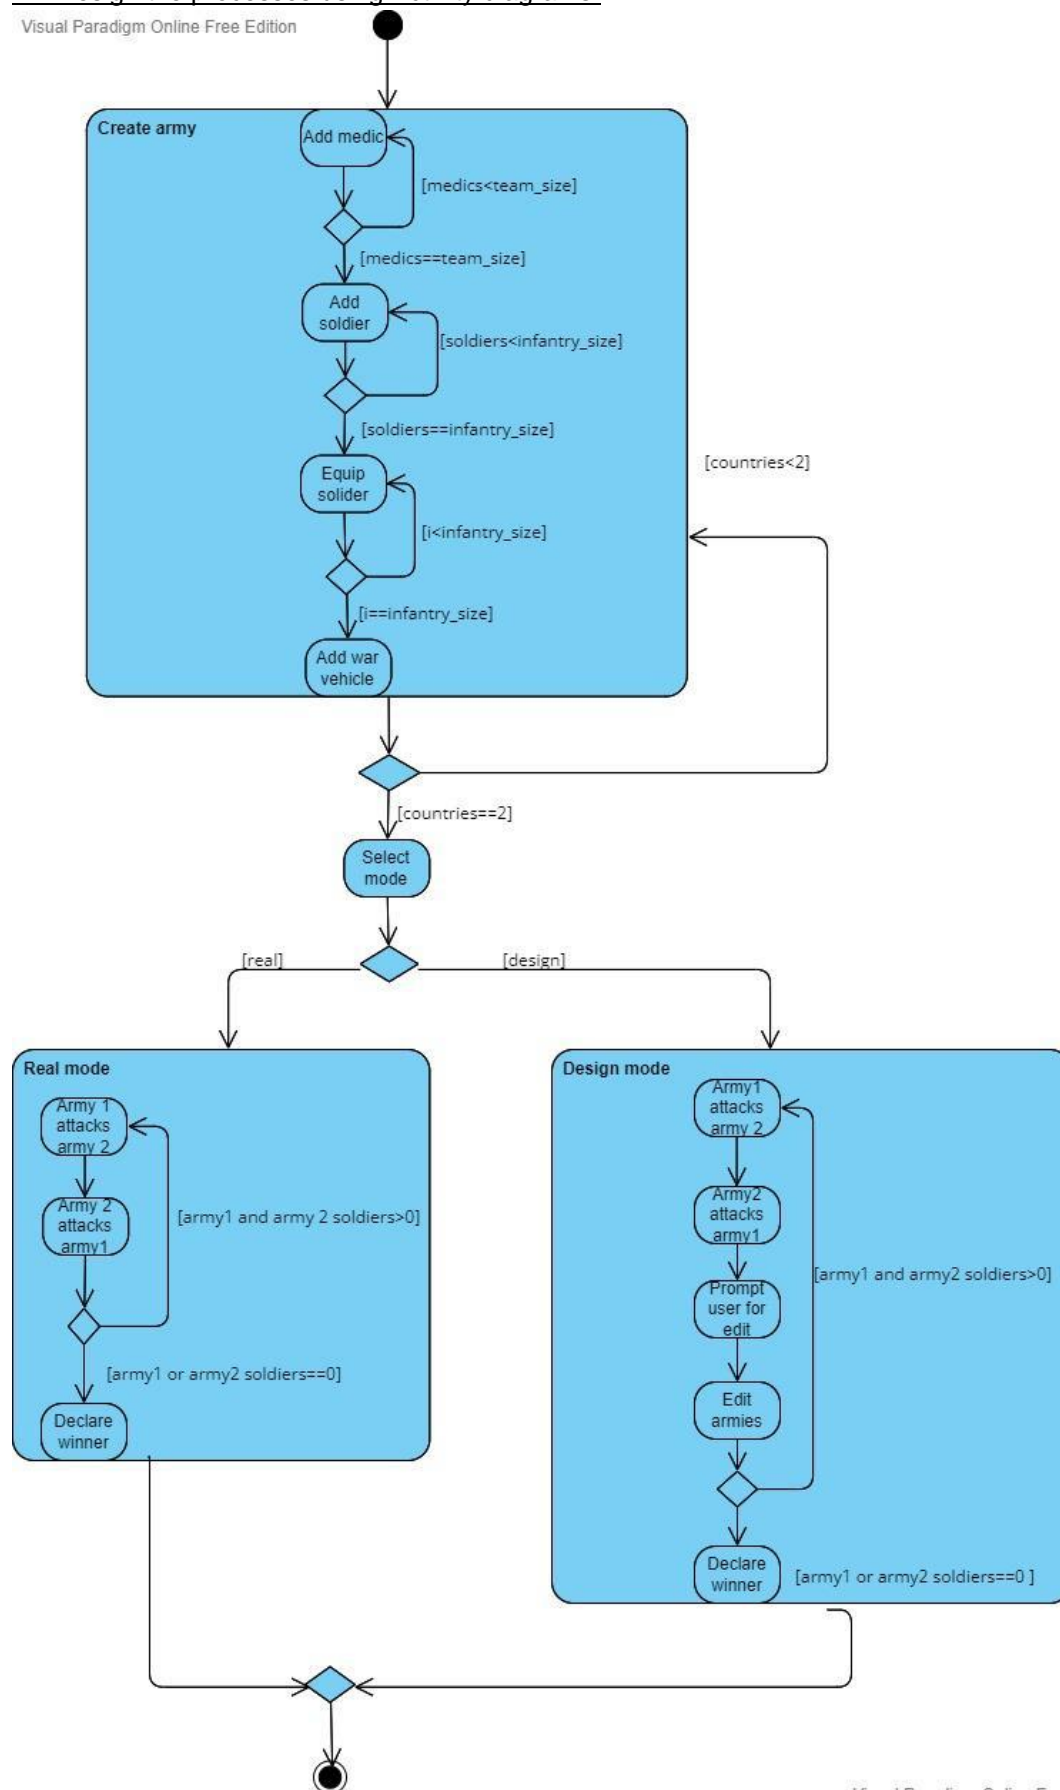 Visual Paradigm Online Free Edition
Create army
Add medic
[medics<team_size]
[medics==team_size]
Add
soldier
[soldiers<infantry_size]
[soldiers==infantry_size]
[countries<2]
Equip
solider
[i<infantry_size]
[i==infantry_size]
Add war
vehicle
[countries==2]
Select
mode
[real]
[design]
Real mode
Army 1
attacks
army 2
Army 2
attacks
army1
[army1 and army 2 soldiers>0]
[army1 or army2 soldiers==0]
Declare
winner
Design mode
Army1
attacks
army 2
Army2
attacks
army1
[army1 and army2 soldiers>0]
Prompt
user for
edit
Edit
armies
Declare
winner
[army1 or army2 soldiers==0 ]